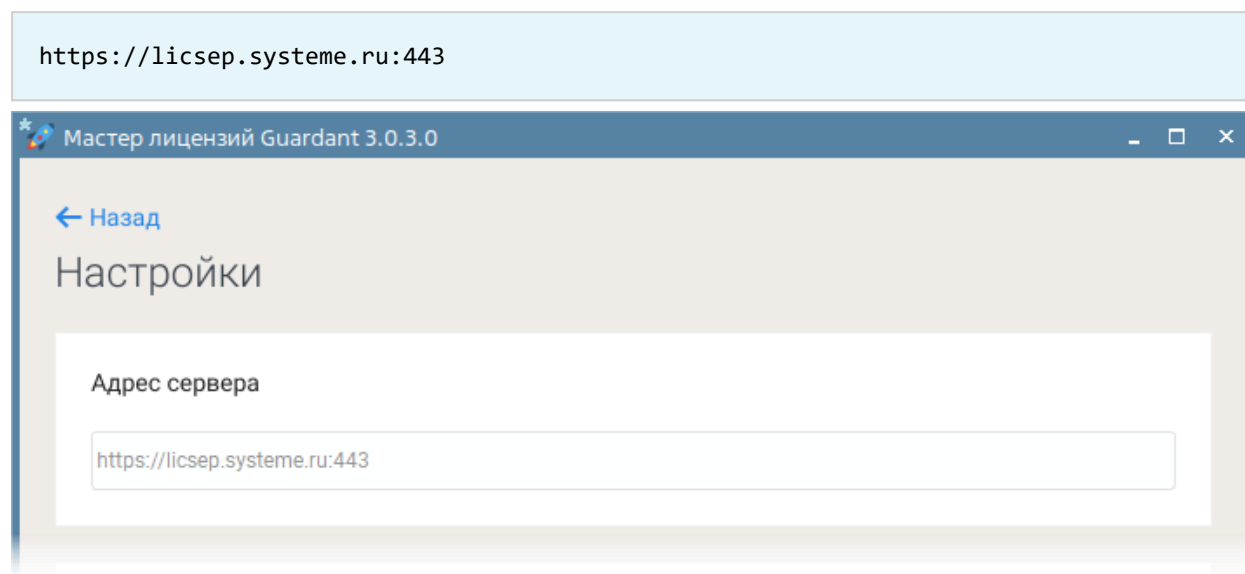 https://licsep.systeme.ru:443
Мастер лицензий Guardant 3.0.3.0
← Назад
Настройки
Адрес сервера
https://licsep.systeme.ru:443